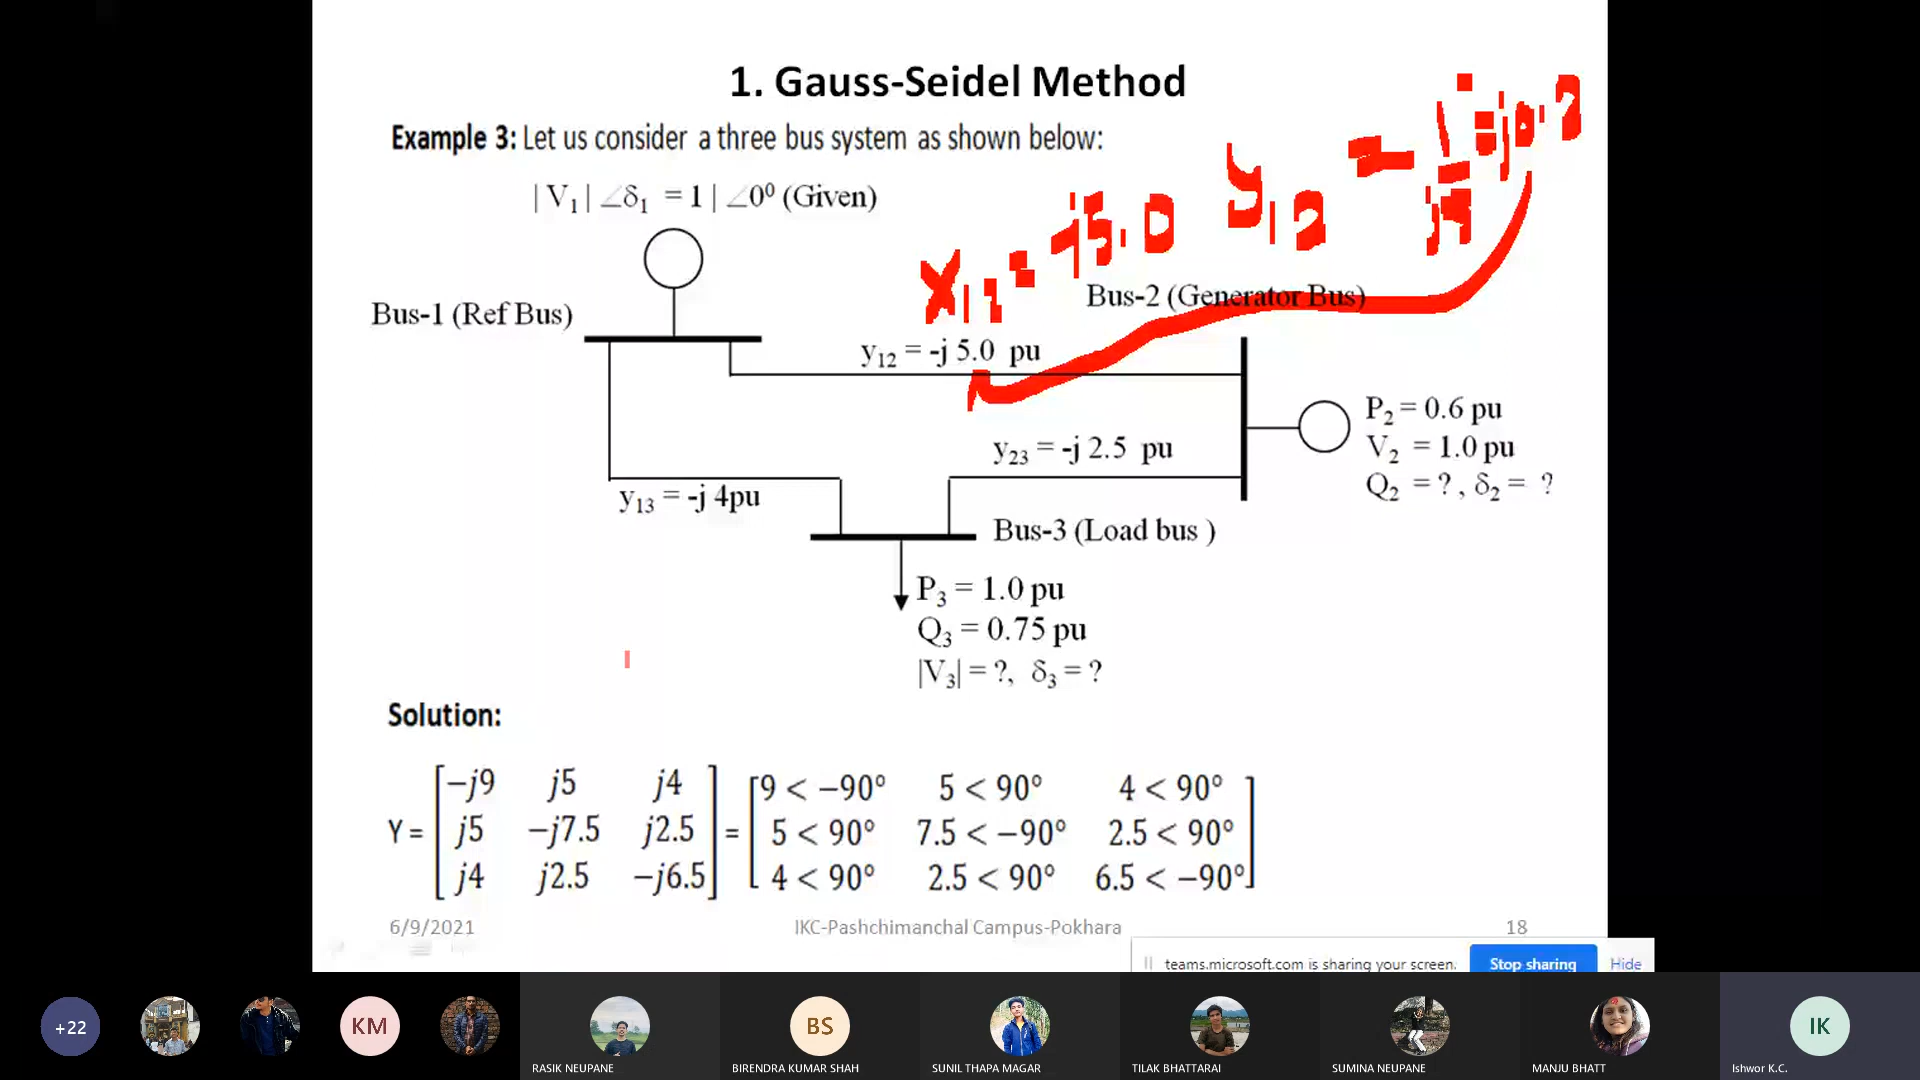 1. Gauss-Seidel Method
Example 3: Let us consider a three bus system as shown below:
|V₁| ∠δ₁ = 1| ∠0⁰ (Given)
x₁₂ = +j5.0 y₁₂ = 1/j5 = -j0.2
Bus-1 (Ref Bus)
Bus-2 (Generator Bus)
y₁₂ = -j 5.0 pu
P₂ = 0.6 pu
V₂ = 1.0 pu
Q₂ = ? , δ₂ = ?
y₂₃ = -j 2.5 pu
y₁₃ = -j 4pu
Bus-3 (Load bus )
P₃ = 1.0 pu
Q₃ = 0.75 pu
|V₃| = ?, δ₃ = ?
Solution:
−j9 j5 j4 9 < −90° 5 < 90° 4 < 90°
Y = j5 −j7.5 j2.5 = 5 < 90° 7.5 < −90° 2.5 < 90°
j4 j2.5 −j6.5 4 < 90° 2.5 < 90° 6.5 < −90°
6/9/2021 IKC-Pashchimanchal Campus-Pokhara 18
teams.microsoft.com is sharing your screen. Stop sharing Hide
+22 KM BS IK
RASIK NEUPANE BIRENDRA KUMAR SHAH SUNIL THAPA MAGAR TILAK BHATTARAI SUMINA NEUPANE MANJU BHATT Ishwor K.C.